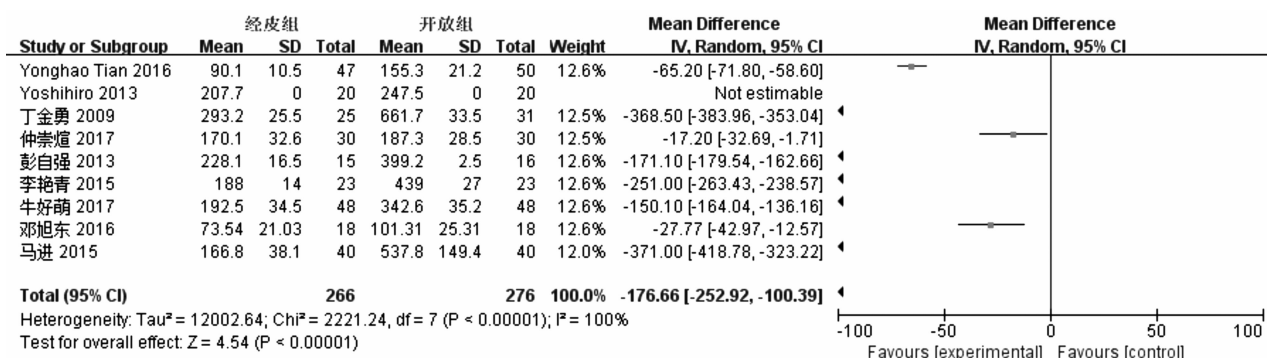 经皮组 开放组 Mean Difference Mean Difference
Study or Subgroup Mean SD Total Mean SD Total Weight IV, Random, 95% CI IV, Random, 95% CI
Yonghao Tian 2016 90.1 10.5 47 155.3 21.2 50 12.6% -65.20 [-71.80, -58.60]
Yoshihiro 2013 207.7 0 20 247.5 0 20 Not estimable
丁金勇 2009 293.2 25.5 25 661.7 33.5 31 12.5% -368.50 [-383.96, -353.04]
仲崇煊 2017 170.1 32.6 30 187.3 28.5 30 12.6% -17.20 [-32.69, -1.71]
彭自强 2013 228.1 16.5 15 399.2 2.5 16 12.6% -171.10 [-179.54, -162.66]
李艳青 2015 188 14 23 439 27 23 12.6% -251.00 [-263.43, -238.57]
牛好萌 2017 192.5 34.5 48 342.6 35.2 48 12.6% -150.10 [-164.04, -136.16]
邓旭东 2016 73.54 21.03 18 101.31 25.31 18 12.6% -27.77 [-42.97, -12.57]
马进 2015 166.8 38.1 40 537.8 149.4 40 12.0% -371.00 [-418.78, -323.22]
Total (95% CI) 266 276 100.0% -176.66 [-252.92, -100.39]
Heterogeneity: Tau² = 12002.64; Chi² = 2221.24, df = 7 (P < 0.00001); I² = 100%
Test for overall effect: Z = 4.54 (P < 0.00001)
-100 -50 0 50 100
Favours [experimental] Favours [control]